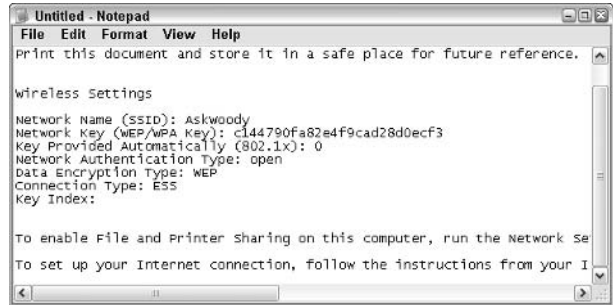 Untitled - Notepad
File Edit Format View Help
Print this document and store it in a safe place for future reference.
Wireless Settings
Network Name (SSID): Askwoody
Network Key (WEP/WPA Key): c144790fa82e4f9cad28d0ecf3
Key Provided Automatically (802.1x): 0
Network Authentication Type: open
Data Encryption Type: WEP
Connection Type: ESS
Key Index:
To enable File and Printer Sharing on this computer, run the Network Se
To set up your Internet connection, follow the instructions from your I